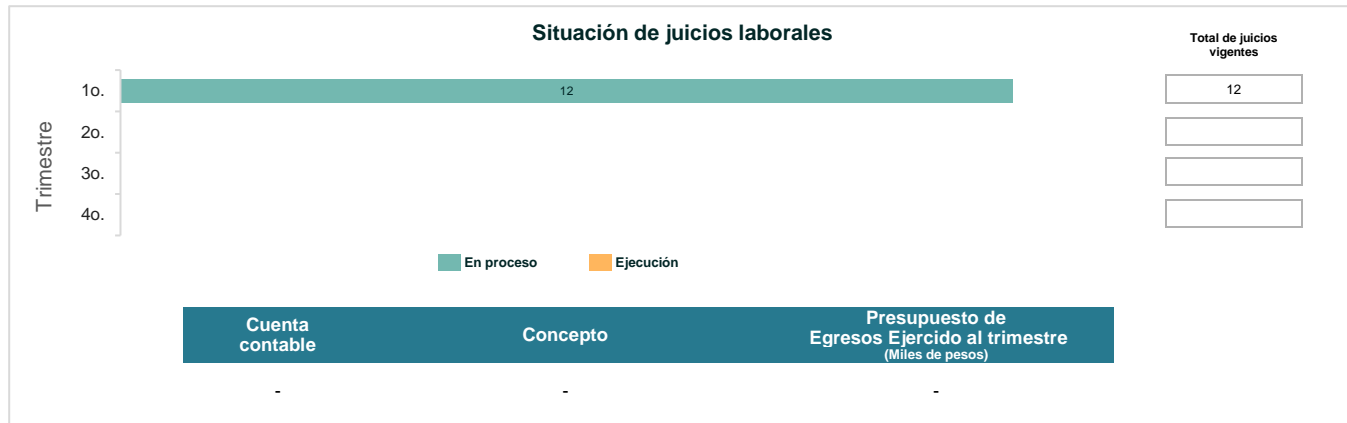 Situación de juicios laborales
Total de juicios
vigentes
Trimestre
1o.
12
12
2o.
3o.
4o.
En proceso
Ejecución
Cuenta
contable
Concepto
Presupuesto de
Egresos Ejercido al trimestre
(Miles de pesos)
-
-
-